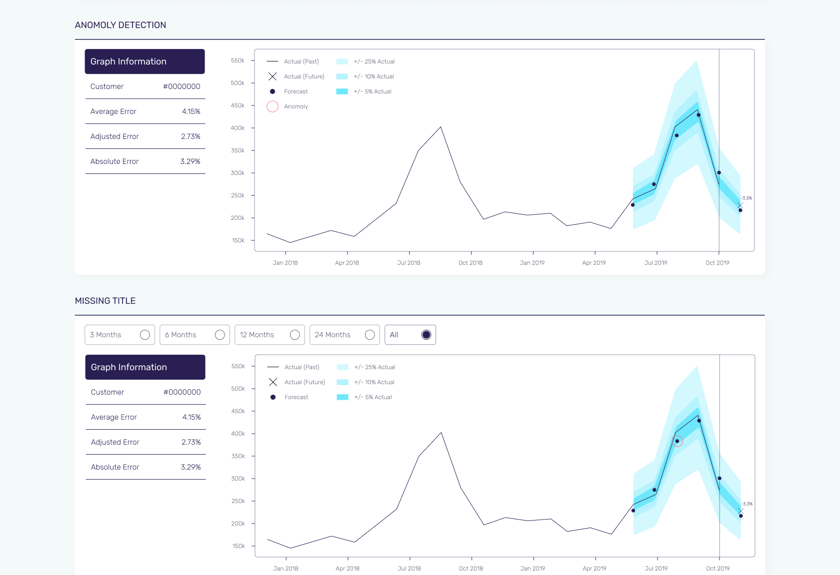 ANOMOLY DETECTION
Graph Information
Customer #0000000
Average Error 4.15%
Adjusted Error 2.73%
Absolute Error 3.29%
550k
500k
450k
400k
350k
300k
250k
200k
150k
Actual (Past)
Actual (Future)
Forecast
Anomoly
+/- 25% Actual
+/- 10% Actual
+/- 5% Actual
-3.3%
Jan 2018 Apr 2018 Jul 2018 Oct 2018 Jan 2019 Apr 2019 Jul 2019 Oct 2019
MISSING TITLE
3 Months 6 Months 12 Months 24 Months All
Graph Information
Customer #0000000
Average Error 4.15%
Adjusted Error 2.73%
Absolute Error 3.29%
550k
500k
450k
400k
350k
300k
250k
200k
150k
Actual (Past)
Actual (Future)
Forecast
+/- 25% Actual
+/- 10% Actual
+/- 5% Actual
-3.3%
Jan 2018 Apr 2018 Jul 2018 Oct 2018 Jan 2019 Apr 2019 Jul 2019 Oct 2019